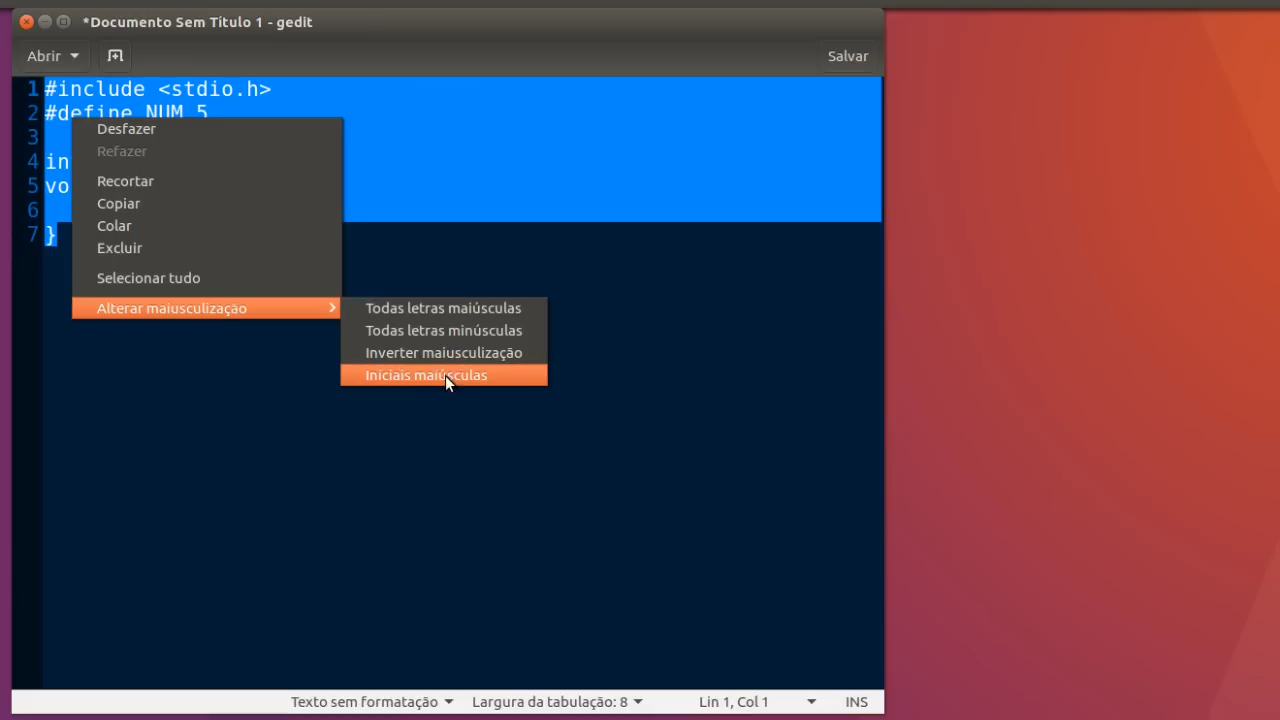 *Documento Sem Título 1 - gedit
Abrir
Salvar
1 #include <stdio.h>
2 #define NUM 5
3
4 in
5 vo
6
7 }
Desfazer
Refazer
Recortar
Copiar
Colar
Excluir
Selecionar tudo
Alterar maiusculização
Todas letras maiúsculas
Todas letras minúsculas
Inverter maiusculização
Iniciais maiúsculas
Texto sem formatação Largura da tabulação: 8 Lin 1, Col 1 INS